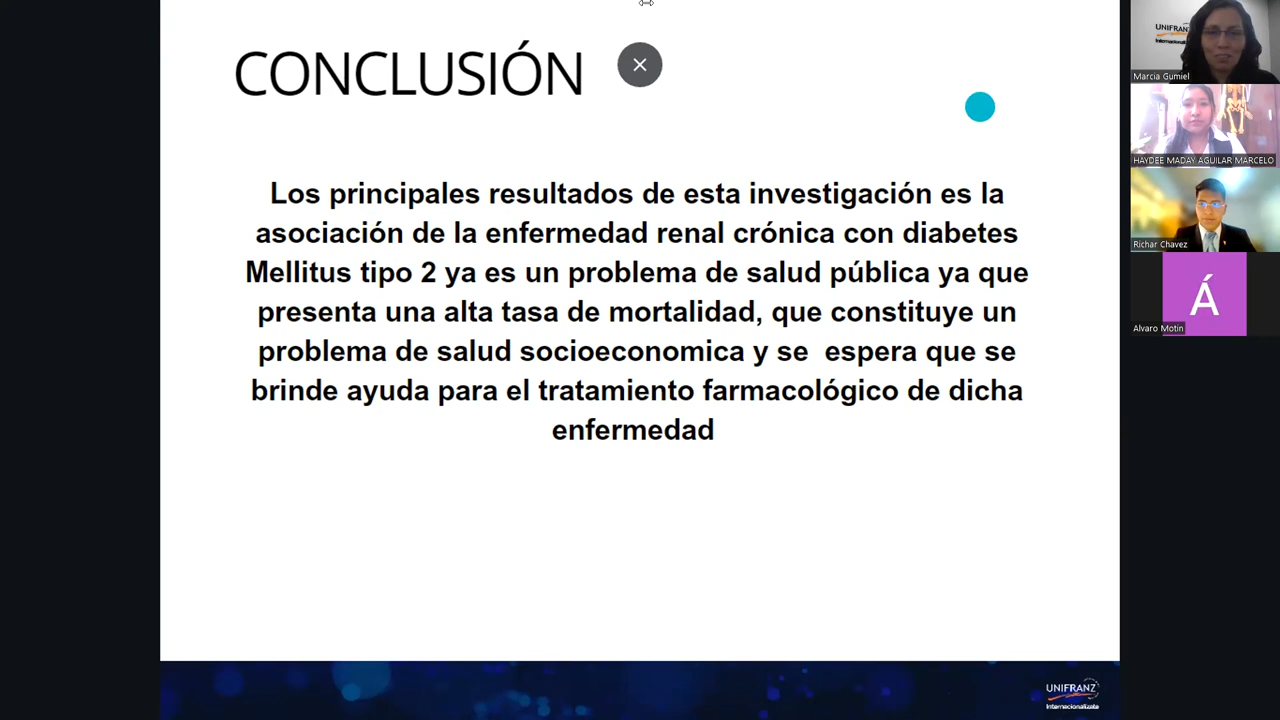 CONCLUSIÓN
Los principales resultados de esta investigación es la
asociación de la enfermedad renal crónica con diabetes
Mellitus tipo 2 ya es un problema de salud pública ya que
presenta una alta tasa de mortalidad, que constituye un
problema de salud socioeconomica y se  espera que se
brinde ayuda para el tratamiento farmacológico de dicha
enfermedad
UNIFRANZ
Internacionalízate
UNIFRANZ
Marcia Gumiel
HAYDEE MADAY AGUILAR MARCELO
Richar Chavez
Á
Alvaro Motin